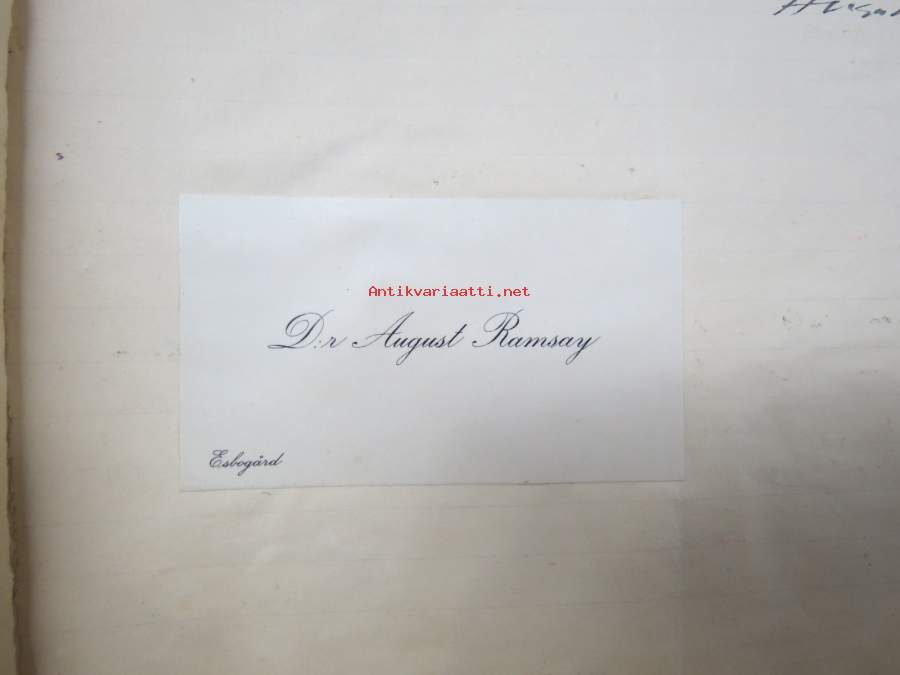 Antikvariaatti.net
D:r August Ramsay
Esbogård